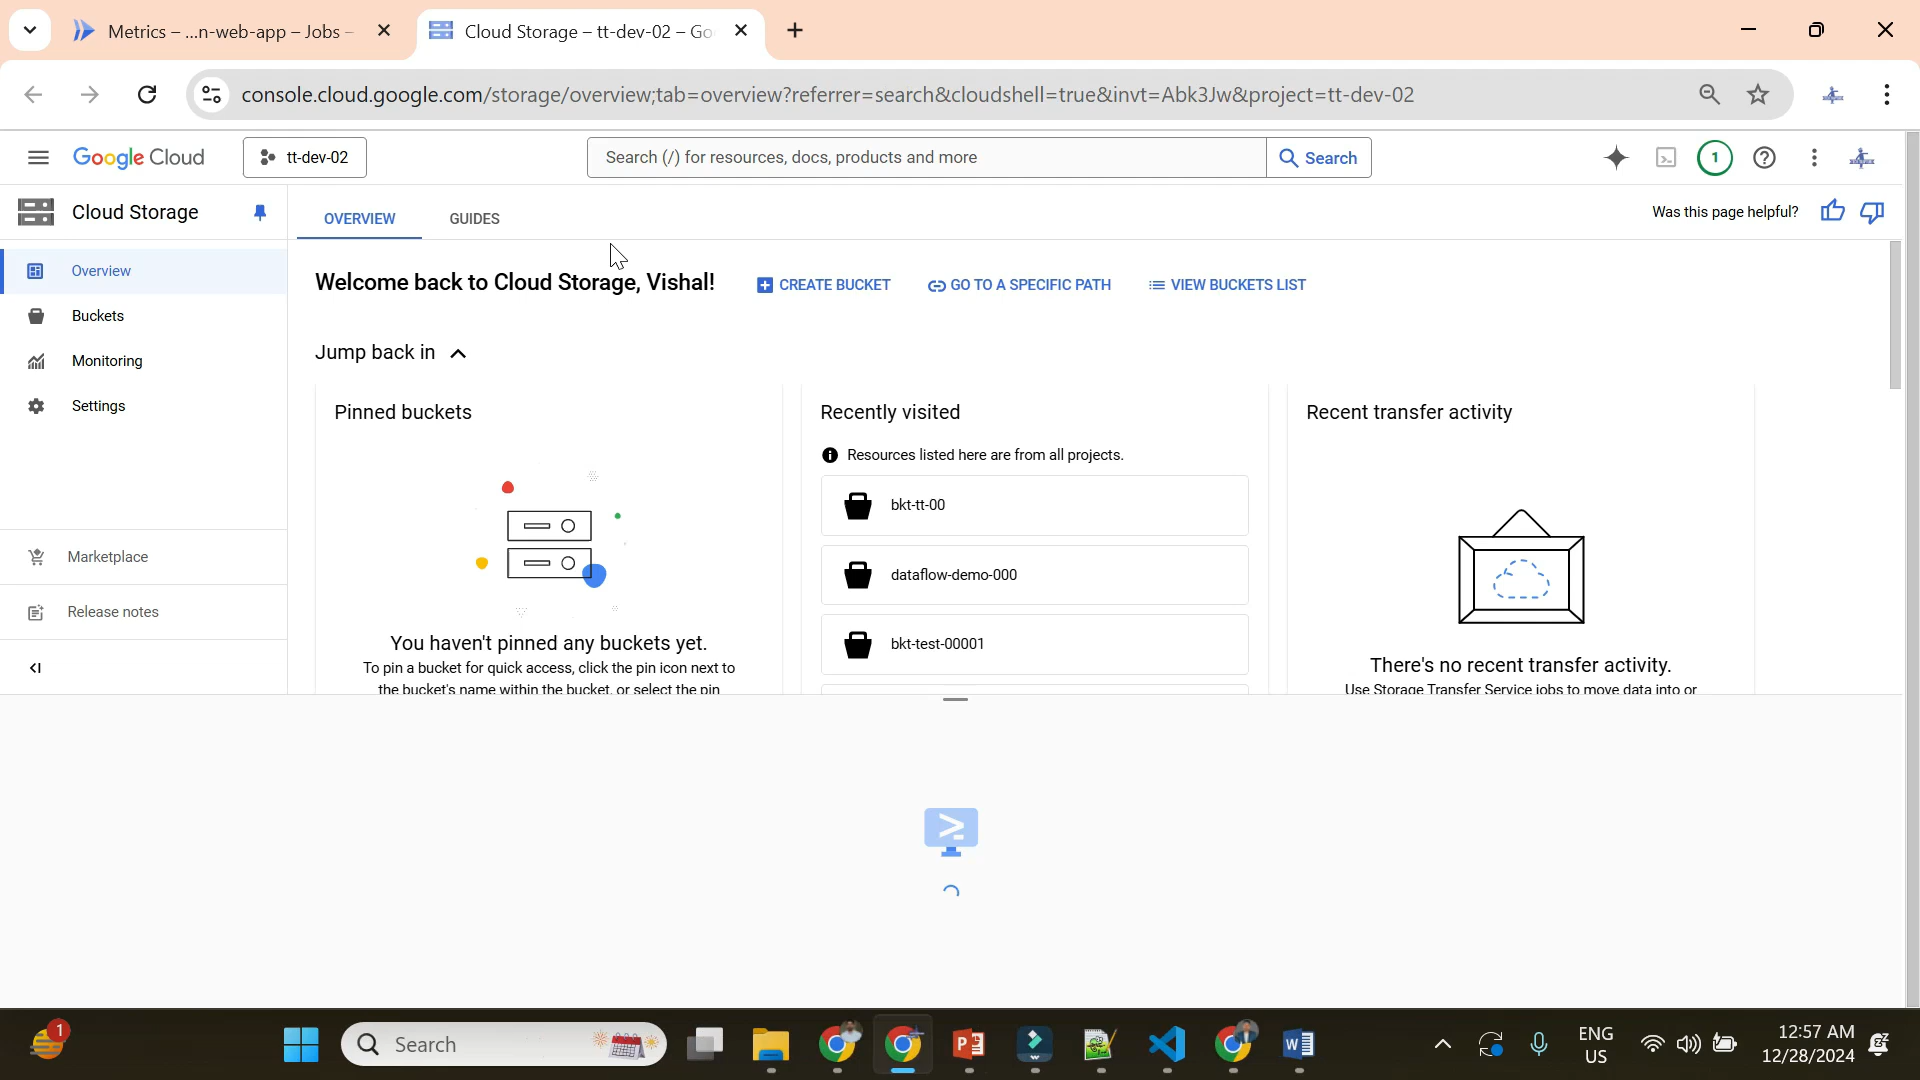 Metrics – ...n-web-app – Jobs –
Cloud Storage – tt-dev-02 – Go
console.cloud.google.com/storage/overview;tab=overview?referrer=search&cloudshell=true&invt=Abk3Jw&project=tt-dev-02
Google Cloud
tt-dev-02
Search (/) for resources, docs, products and more
Search
1
Cloud Storage
OVERVIEW
GUIDES
Was this page helpful?
Overview
Buckets
Monitoring
Settings
Marketplace
Release notes
Welcome back to Cloud Storage, Vishal!
CREATE BUCKET
GO TO A SPECIFIC PATH
VIEW BUCKETS LIST
Jump back in
Pinned buckets
You haven't pinned any buckets yet.
To pin a bucket for quick access, click the pin icon next to
the bucket's name within the bucket, or select the pin
Recently visited
Resources listed here are from all projects.
bkt-tt-00
dataflow-demo-000
bkt-test-00001
Recent transfer activity
There's no recent transfer activity.
Use Storage Transfer Service jobs to move data into or
1
Search
ENG
US
12:57 AM
12/28/2024